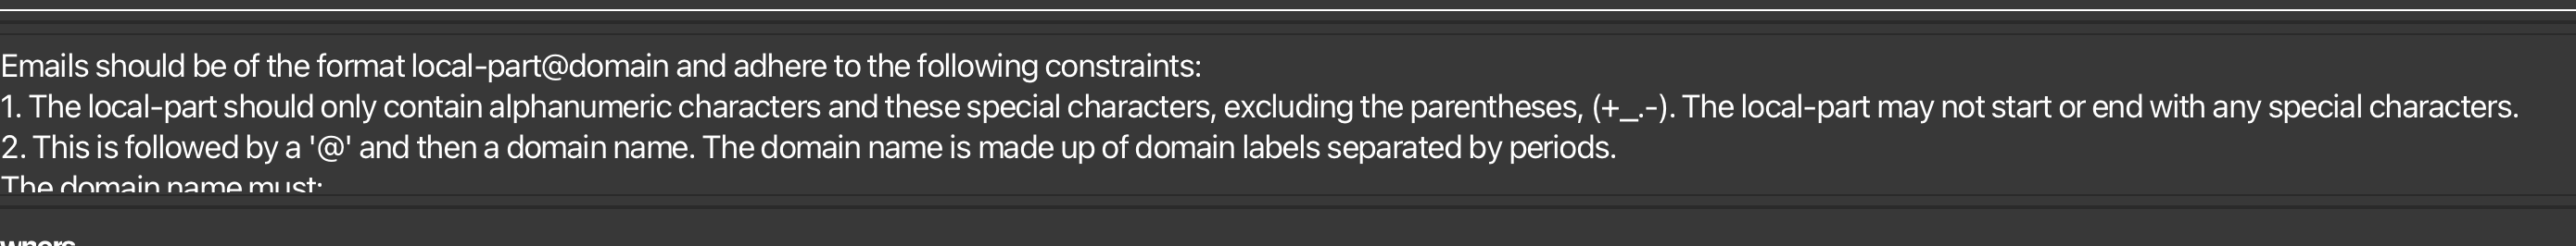 Emails should be of the format local-part@domain and adhere to the following constraints:
1. The local-part should only contain alphanumeric characters and these special characters, excluding the parentheses, (+_.-). The local-part may not start or end with any special characters.
2. This is followed by a '@' and then a domain name. The domain name is made up of domain labels separated by periods.
The domain name must: